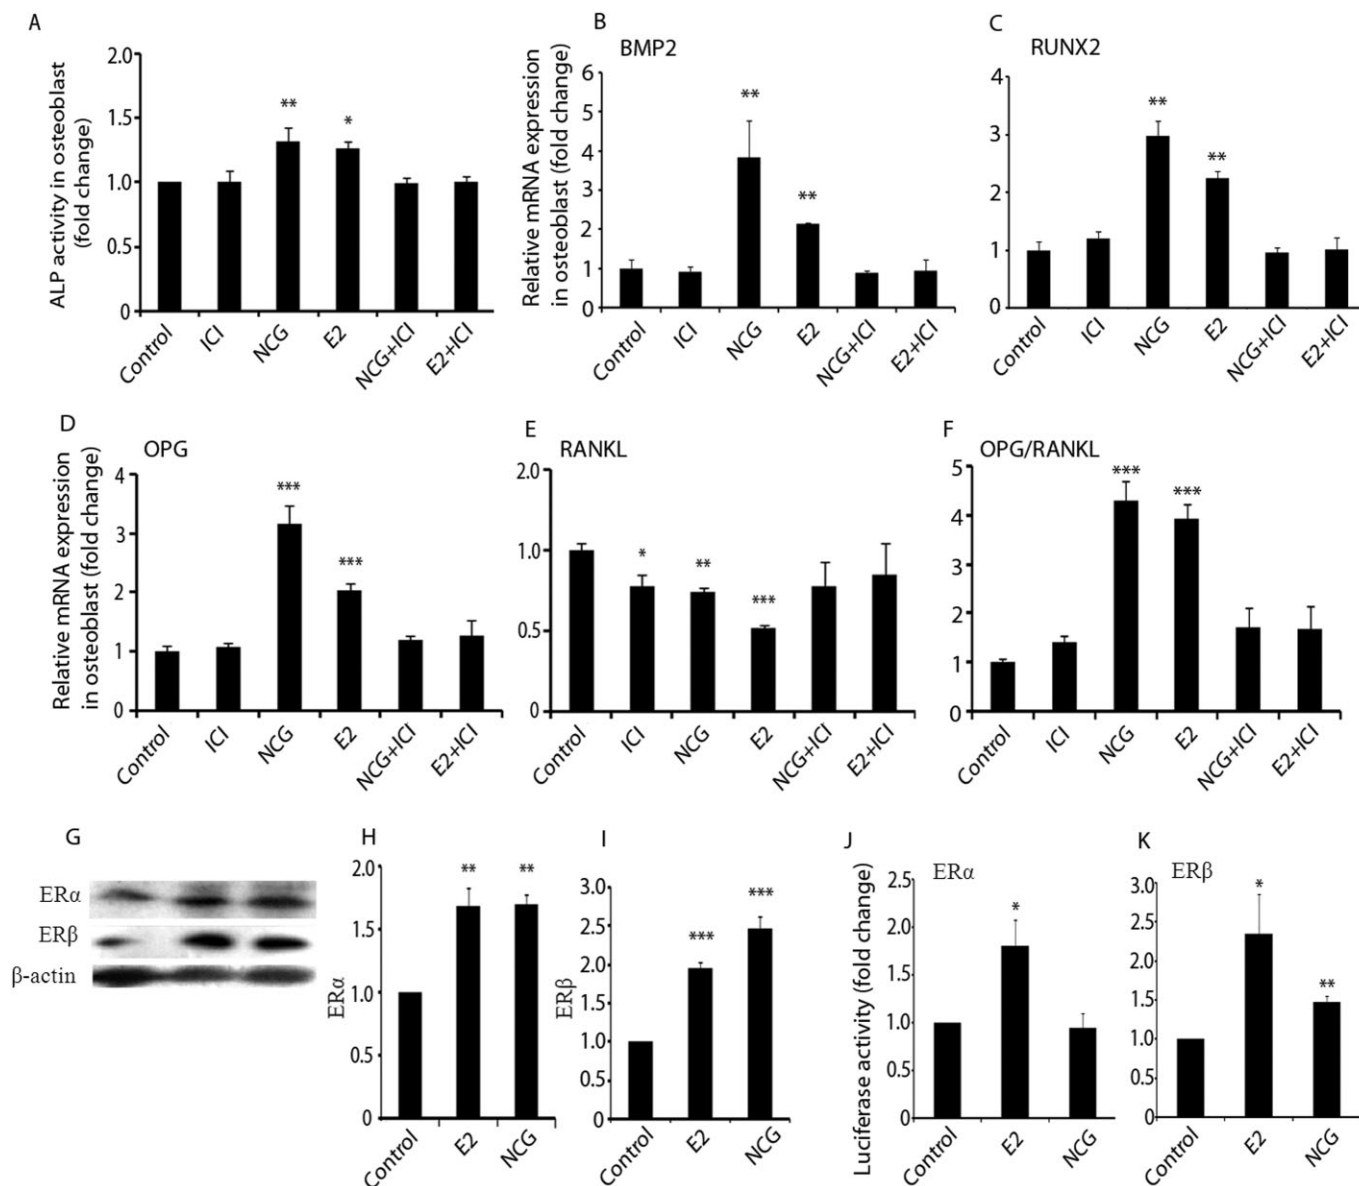 A
ALP activity in osteoblast
(fold change)
2.0
1.5
1.0
0.5
0
**
*
Control
ICI
NCG
E2
NCG+ICI
E2+ICI
B
BMP2
Relative mRNA expression
in osteoblast (fold change)
6
5
4
3
2
1
0
**
**
Control
ICI
NCG
E2
NCG+ICI
E2+ICI
C
RUNX2
4
3
2
1
0
**
**
Control
ICI
NCG
E2
NCG+ICI
E2+ICI
D
OPG
Relative mRNA expression
in osteoblast (fold change)
4
3
2
1
0
***
***
Control
ICI
NCG
E2
NCG+ICI
E2+ICI
E
RANKL
2.0
1.0
0.5
0
*
**
***
Control
ICI
NCG
E2
NCG+ICI
E2+ICI
F
OPG/RANKL
5
4
3
2
1
0
***
***
Control
ICI
NCG
E2
NCG+ICI
E2+ICI
G
ERα
ERβ
β-actin
H
ERα
2.0
1.5
1.0
0.5
0
**
**
Control
E2
NCG
I
ERβ
3.0
2.5
2.0
1.5
1.0
0.5
0
***
***
Control
E2
NCG
J
ERα
Luciferase activity (fold change)
2.5
2.0
1.5
1.0
0.5
0
*
Control
E2
NCG
K
ERβ
3.0
2.5
2.0
1.5
1.0
0.5
0
*
**
Control
E2
NCG